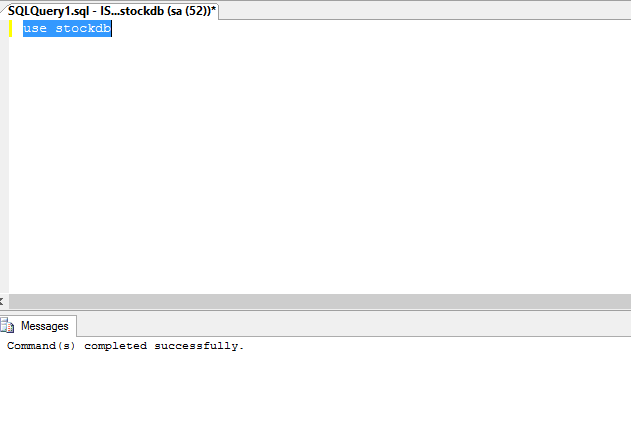 SQLQuery1.sql - IS...stockdb (sa (52))*
use stockdb
Messages
Command(s) completed successfully.